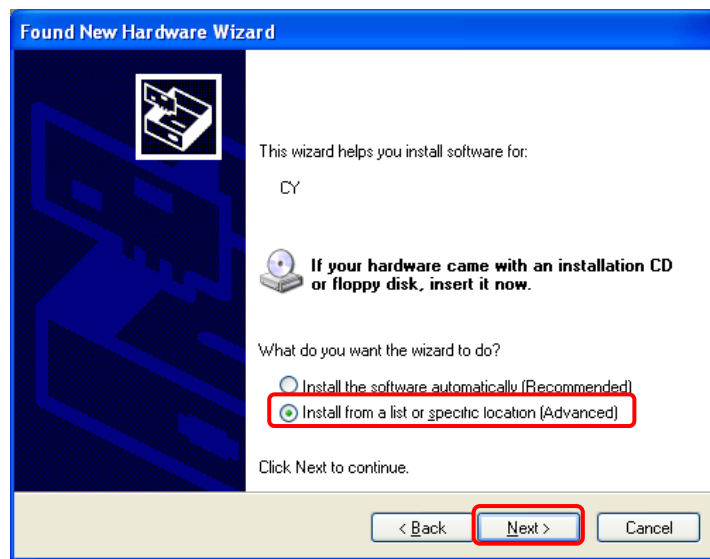 Found New Hardware Wizard
This wizard helps you install software for:
CY
If your hardware came with an installation CD
or floppy disk, insert it now.
What do you want the wizard to do?
Install the software automatically (Recommended)
Install from a list or specific location (Advanced)
Click Next to continue.
< Back Next > Cancel